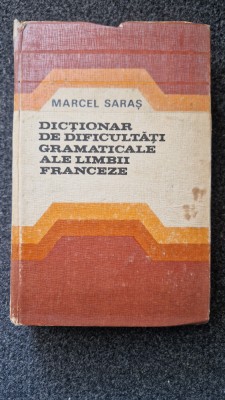 MARCEL SARAȘ
DICȚIONAR
DE DIFICULTĂȚI
GRAMATICALE
ALE LIMBII
FRANCEZE